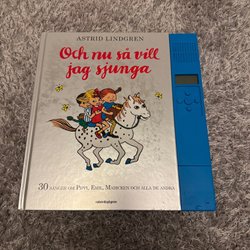 ASTRID LINDGREN
Och nu så vill
jag sjunga
30 SÅNGER OM PIPPI, EMIL, MADICKEN OCH ALLA DE ANDRA